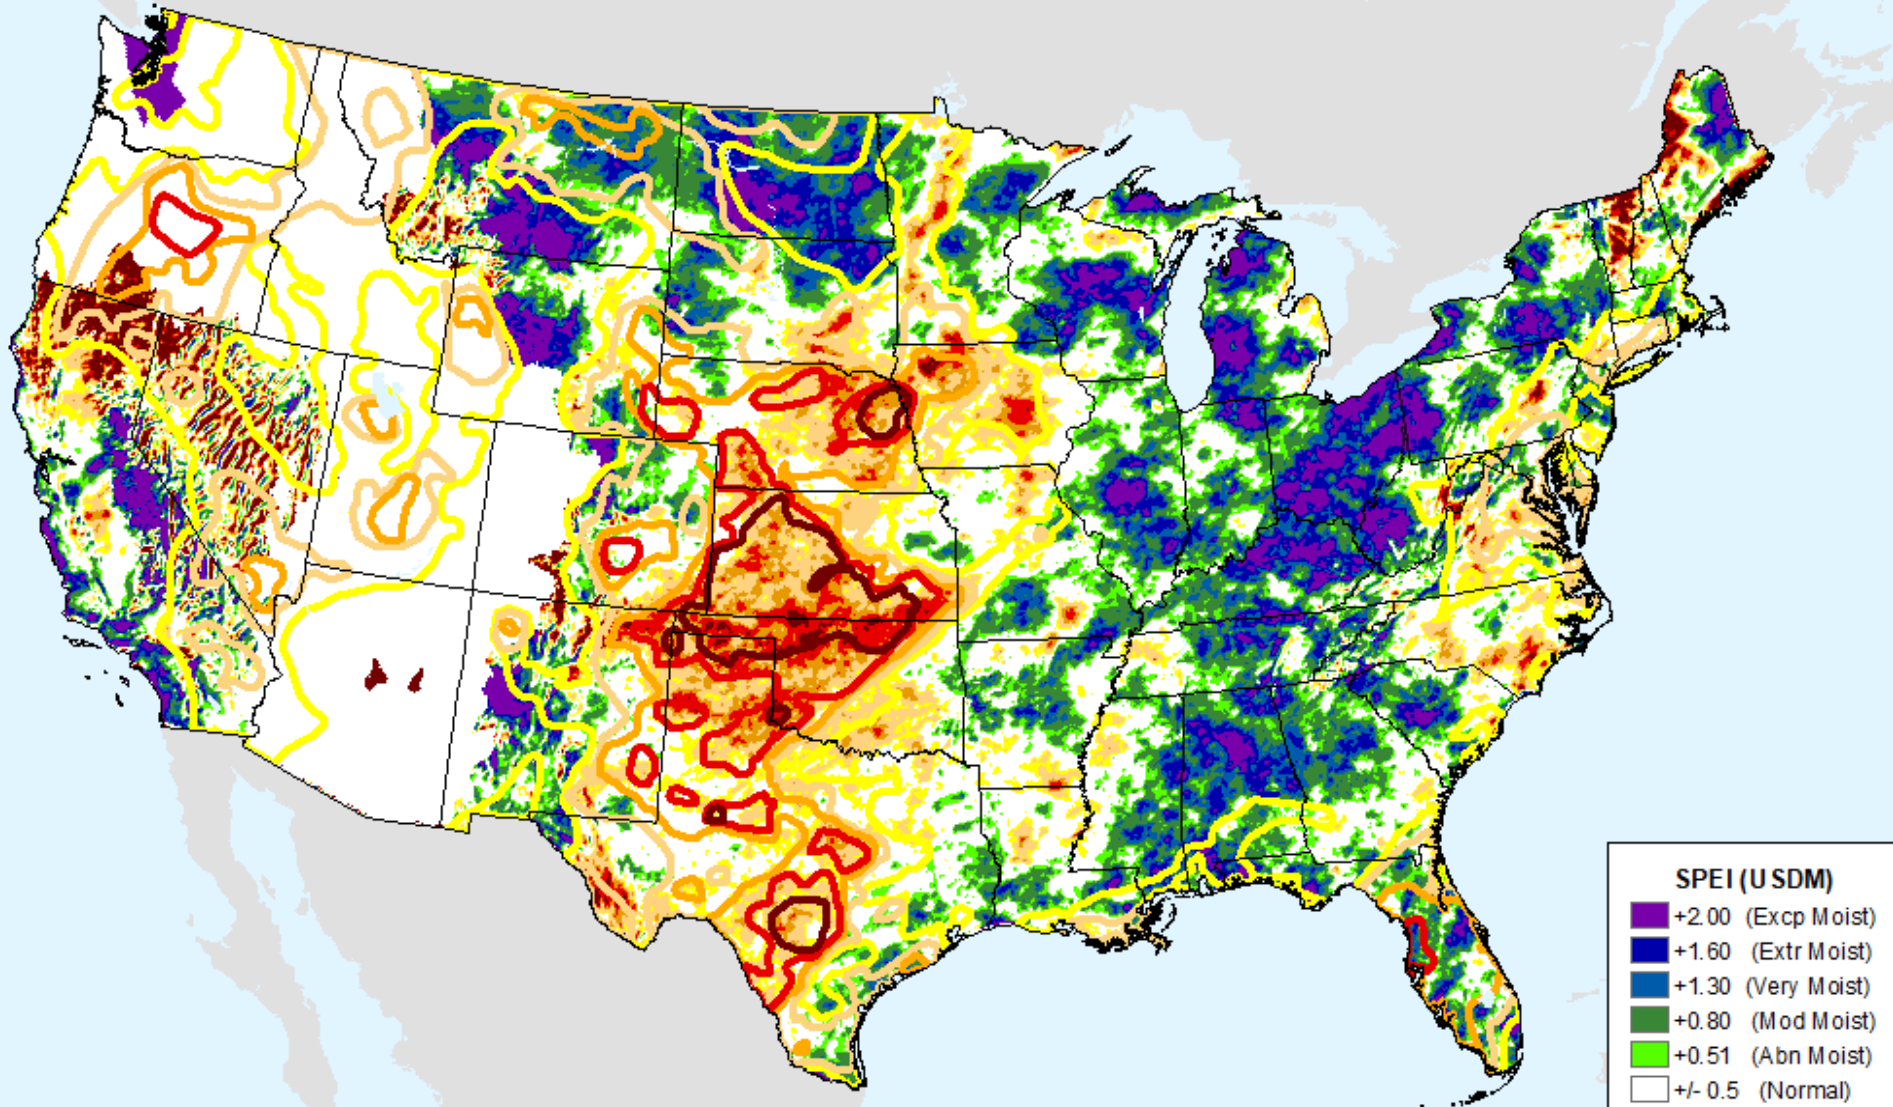 SPEI (USDM)
+2.00 (Excp Moist)
+1.60 (Extr Moist)
+1.30 (Very Moist)
+0.80 (Mod Moist)
+0.51 (Abn Moist)
+/- 0.5 (Normal)